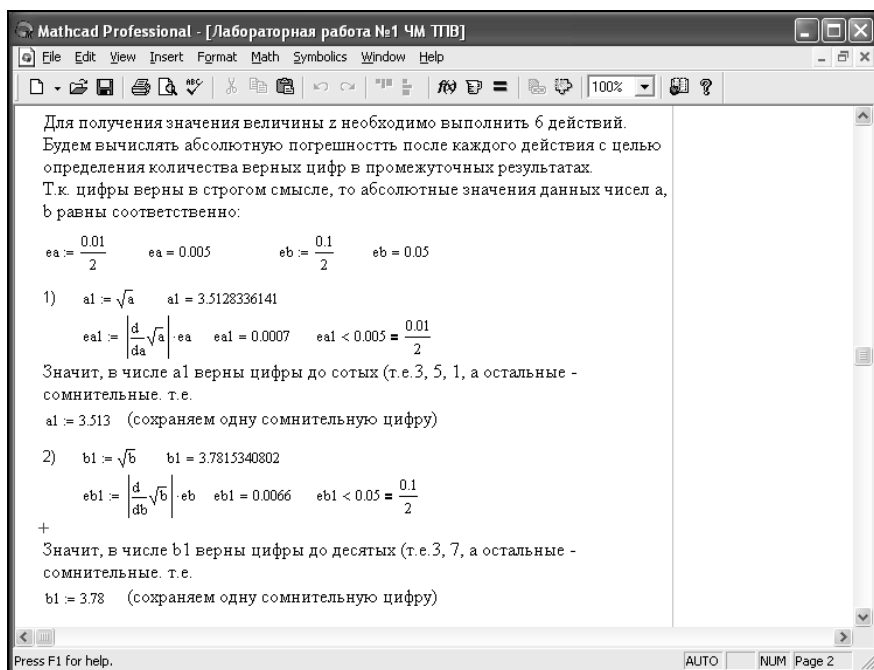 Mathcad Professional - [Лабораторная работа №1 ЧМ ТПВ]
File Edit View Insert Format Math Symbolics Window Help
100%
Для получения значения величины z необходимо выполнить 6 действий.
Будем вычислять абсолютную погрешностть после каждого действия с целью
определения количества верных цифр в промежуточных результатах.
Т.к. цифры верны в строгом смысле, то абсолютные значения данных чисел a,
b равны соответственно:
ea := 0.01/2 ea = 0.005 eb := 0.1/2 eb = 0.05
1) a1 := √a a1 = 3.5128336141
ea1 := |d/da √a|·ea ea1 = 0.0007 ea1 < 0.005 = 0.01/2
Значит, в числе a1 верны цифры до сотых (т.е.3, 5, 1, а остальные -
сомнительные. т.е.
a1 := 3.513 (сохраняем одну сомнительную цифру)
2) b1 := √b b1 = 3.7815340802
eb1 := |d/db √b|·eb eb1 = 0.0066 eb1 < 0.05 = 0.1/2
Значит, в числе b1 верны цифры до десятых (т.е.3, 7, а остальные -
сомнительные. т.е.
b1 := 3.78 (сохраняем одну сомнительную цифру)
Press F1 for help. AUTO NUM Page 2